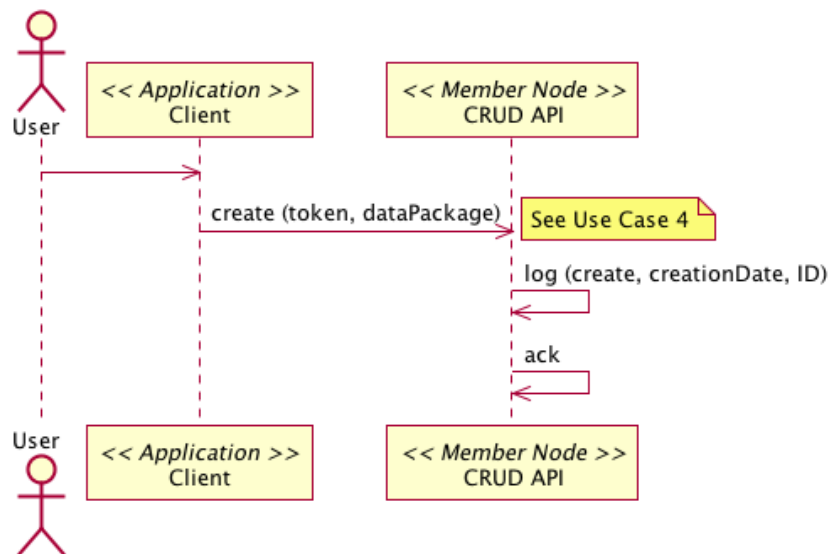 User
<< Application >>
Client
<< Member Node >>
CRUD API
create (token, dataPackage)
See Use Case 4
log (create, creationDate, ID)
ack
User
<< Application >>
Client
<< Member Node >>
CRUD API